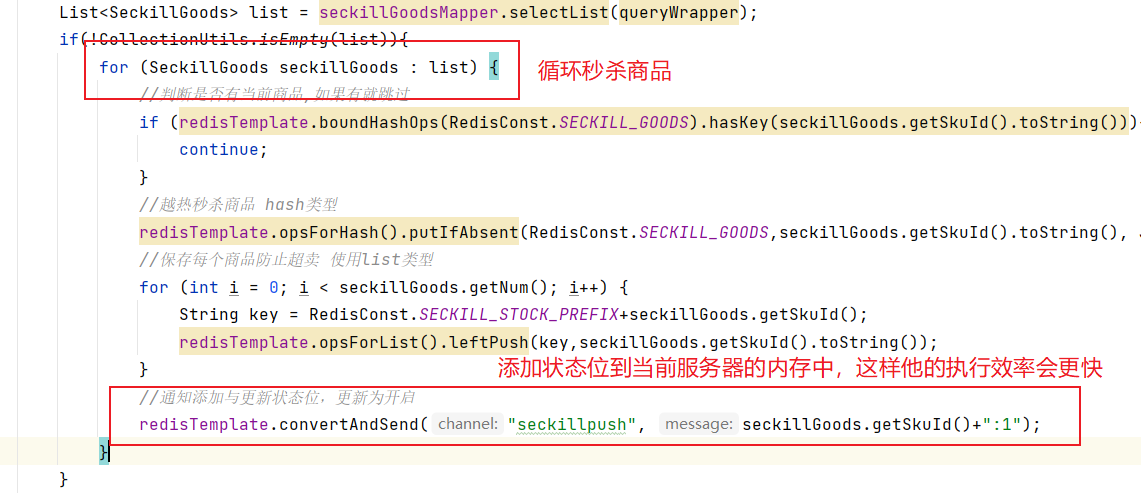 List<SeckillGoods> list = seckillGoodsMapper.selectList(queryWrapper);
if(!CollectionUtils.isEmpty(list)){
for (SeckillGoods seckillGoods : list) { 循环秒杀商品
//判断是否有当前商品,如果有就跳过
if (redisTemplate.boundHashOps(RedisConst.SECKILL_GOODS).hasKey(seckillGoods.getSkuId().toString())){
continue;
}
//越热秒杀商品 hash类型
redisTemplate.opsForHash().putIfAbsent(RedisConst.SECKILL_GOODS,seckillGoods.getSkuId().toString(),
//保存每个商品防止超卖 使用list类型
for (int i = 0; i < seckillGoods.getNum(); i++) {
String key = RedisConst.SECKILL_STOCK_PREFIX+seckillGoods.getSkuId();
redisTemplate.opsForList().leftPush(key,seckillGoods.getSkuId().toString());
}
添加状态位到当前服务器的内存中，这样他的执行效率会更快
//通知添加与更新状态位，更新为开启
redisTemplate.convertAndSend( channel: "seckillpush", message: seckillGoods.getSkuId()+":1");
}
}